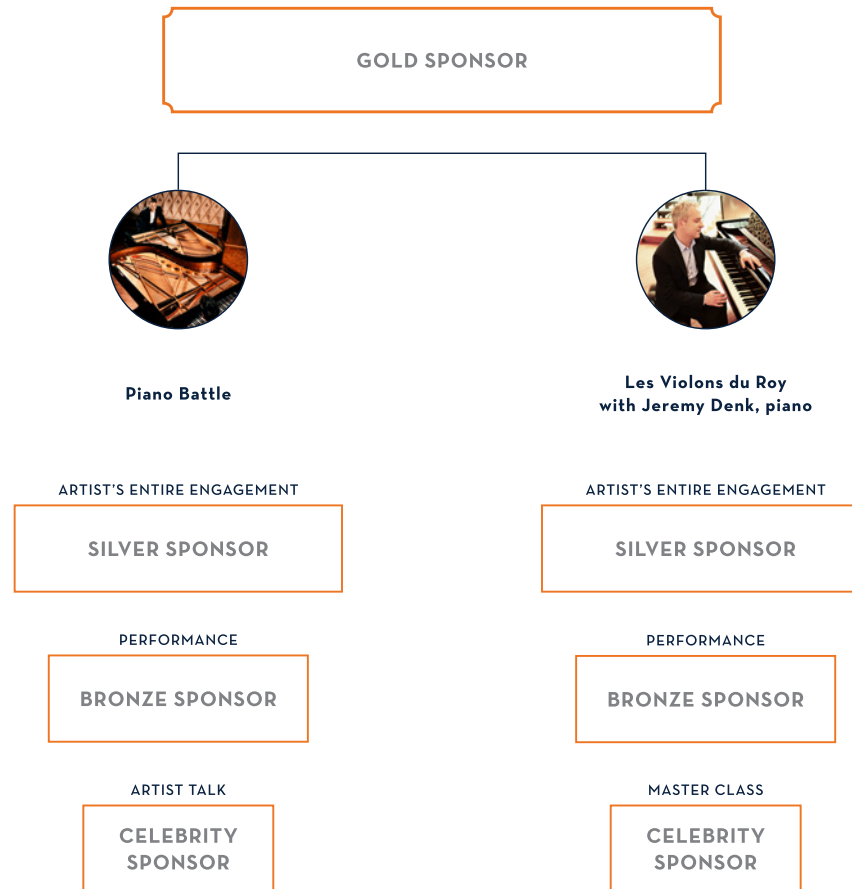 GOLD SPONSOR
Piano Battle
Les Violons du Roy
with Jeremy Denk, piano
ARTIST’S ENTIRE ENGAGEMENT
SILVER SPONSOR
ARTIST’S ENTIRE ENGAGEMENT
SILVER SPONSOR
PERFORMANCE
BRONZE SPONSOR
PERFORMANCE
BRONZE SPONSOR
ARTIST TALK
CELEBRITY
SPONSOR
MASTER CLASS
CELEBRITY
SPONSOR